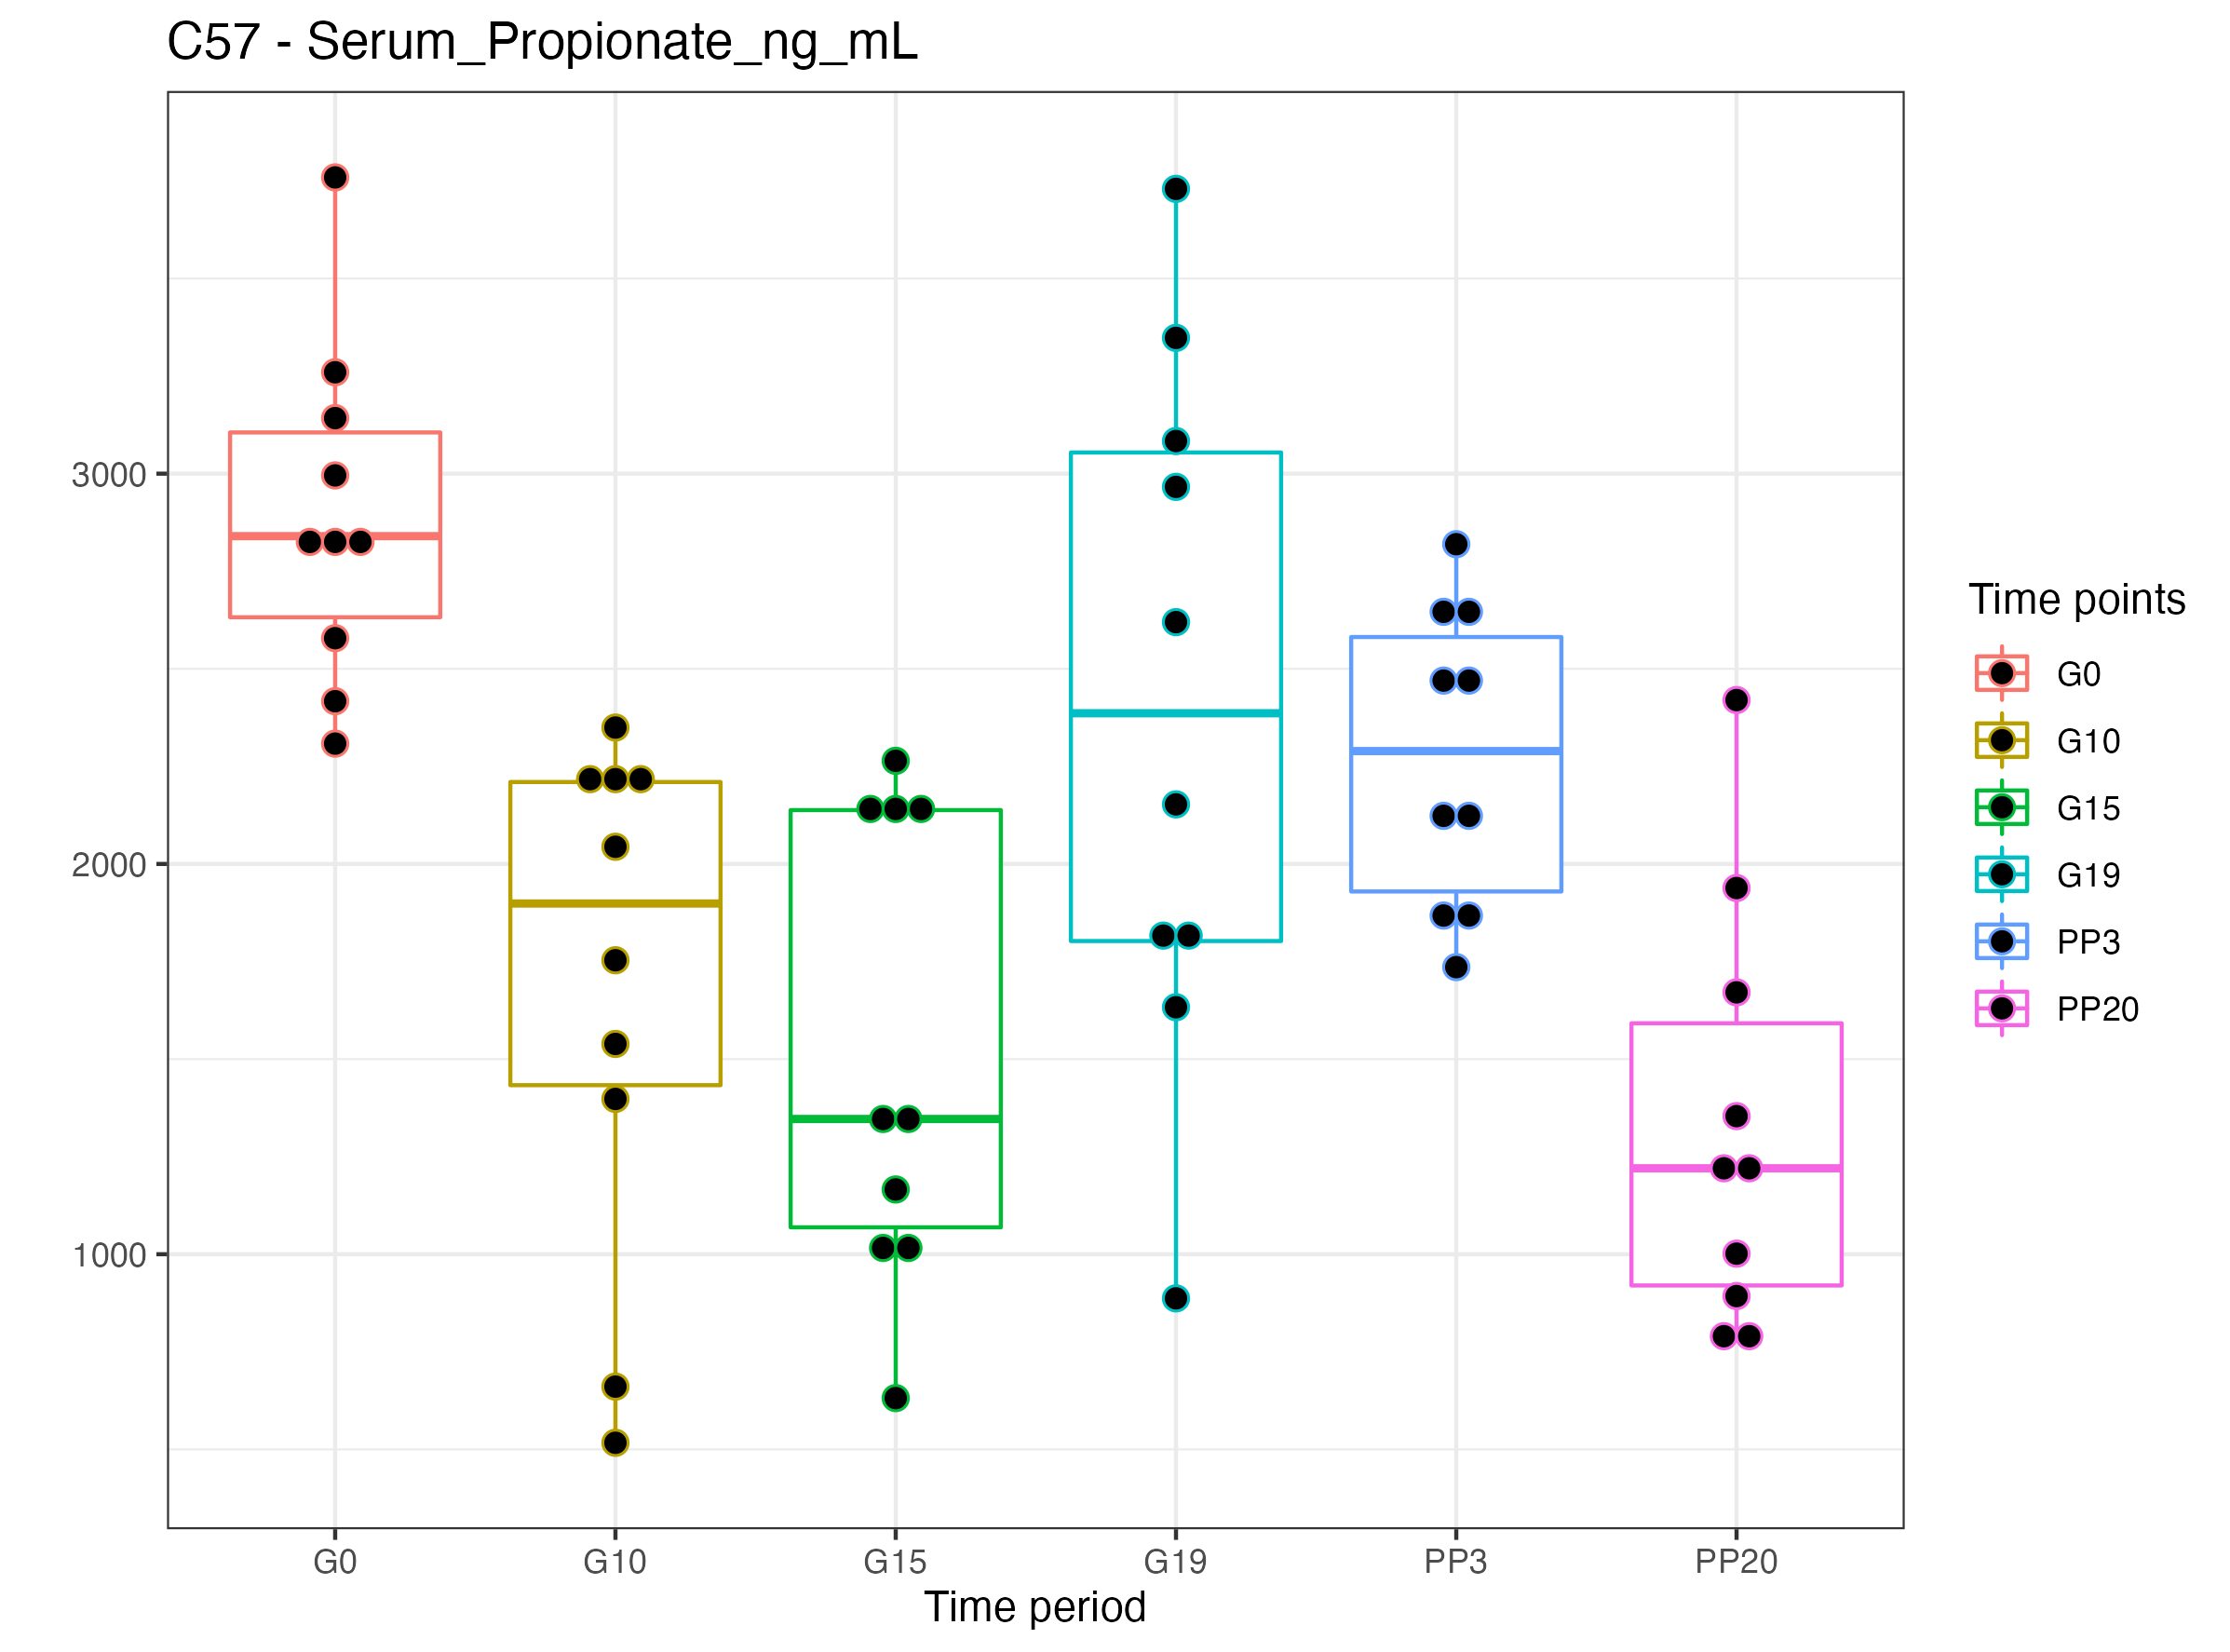 C57 - Serum_Propionate_ng_mL
3000
2000
1000
G0 G10 G15 G19 PP3 PP20
Time period
Time points
G0
G10
G15
G19
PP3
PP20